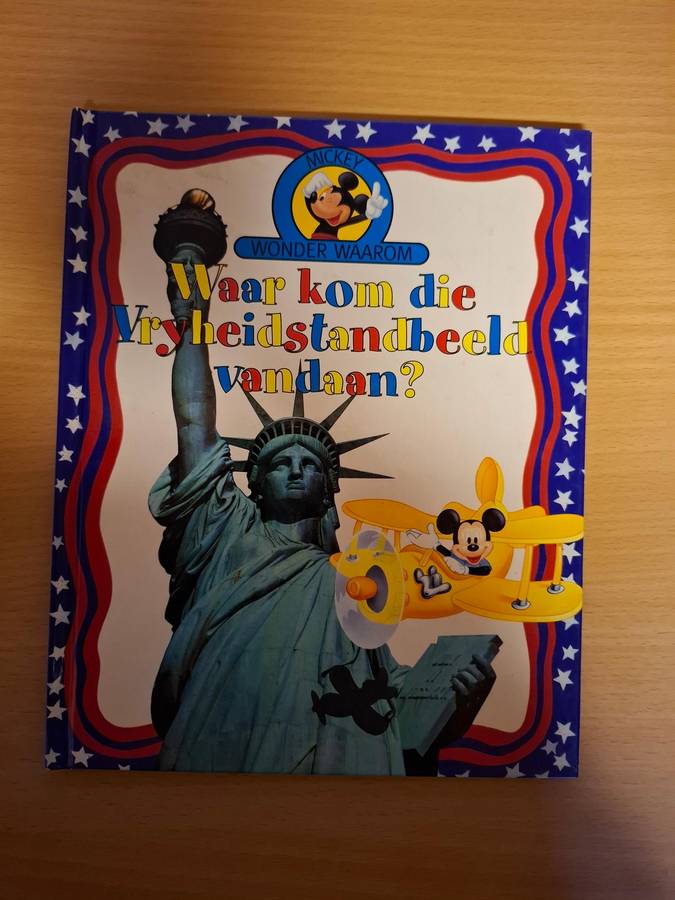 MICKEY
WONDER WAAROM
Waar kom die
Vryheidstandbeeld
vandaan?